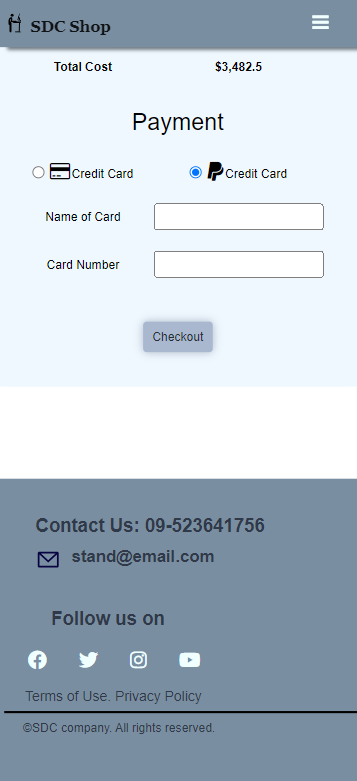 SDC Shop
Total Cost $3,482.5
Payment
Credit Card Credit Card
Name of Card
Card Number
Checkout
Contact Us: 09-523641756
stand@email.com
Follow us on
Terms of Use. Privacy Policy
©SDC company. All rights reserved.